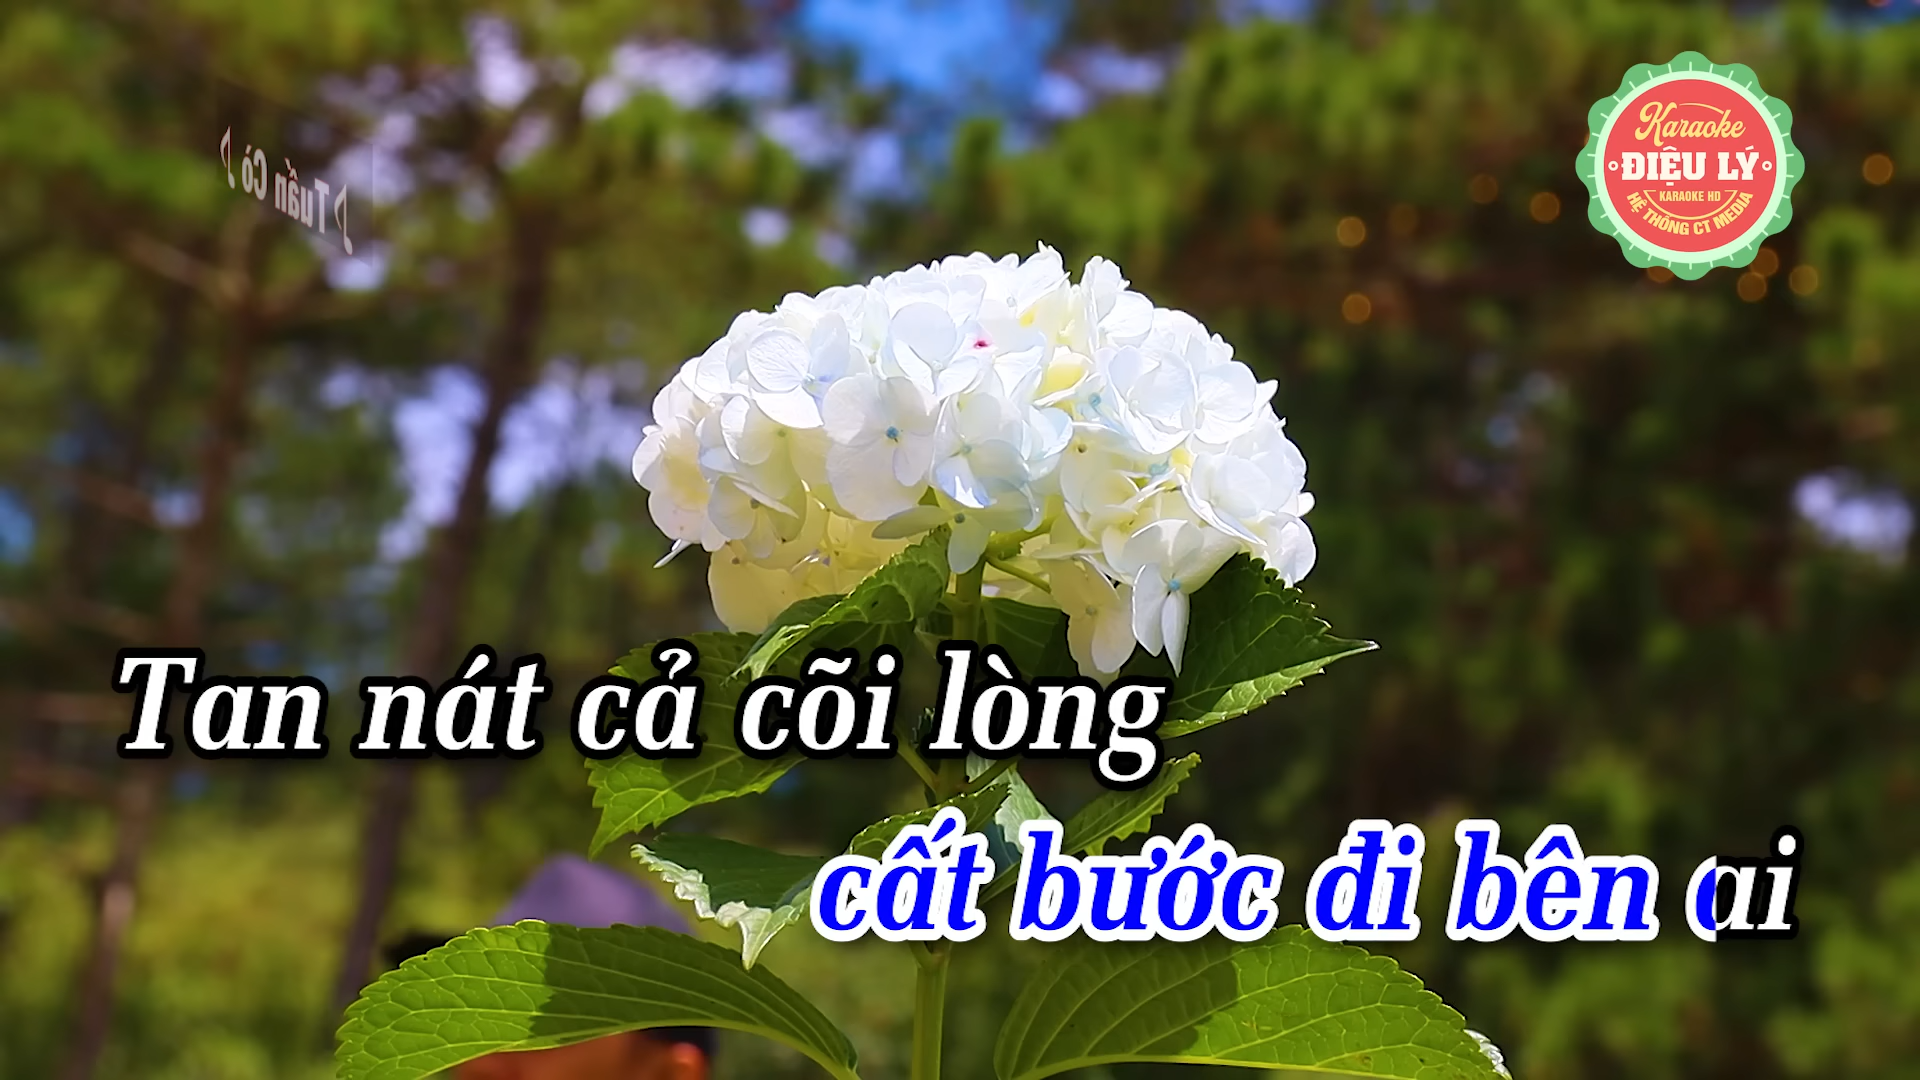 ♪ Tuấn Cò ♪
Karaoke
ĐIỆU LÝ
KARAOKE HD
HỆ THỐNG CT MEDIA
Tan nát cả cõi lòng
cất bước đi bên ai